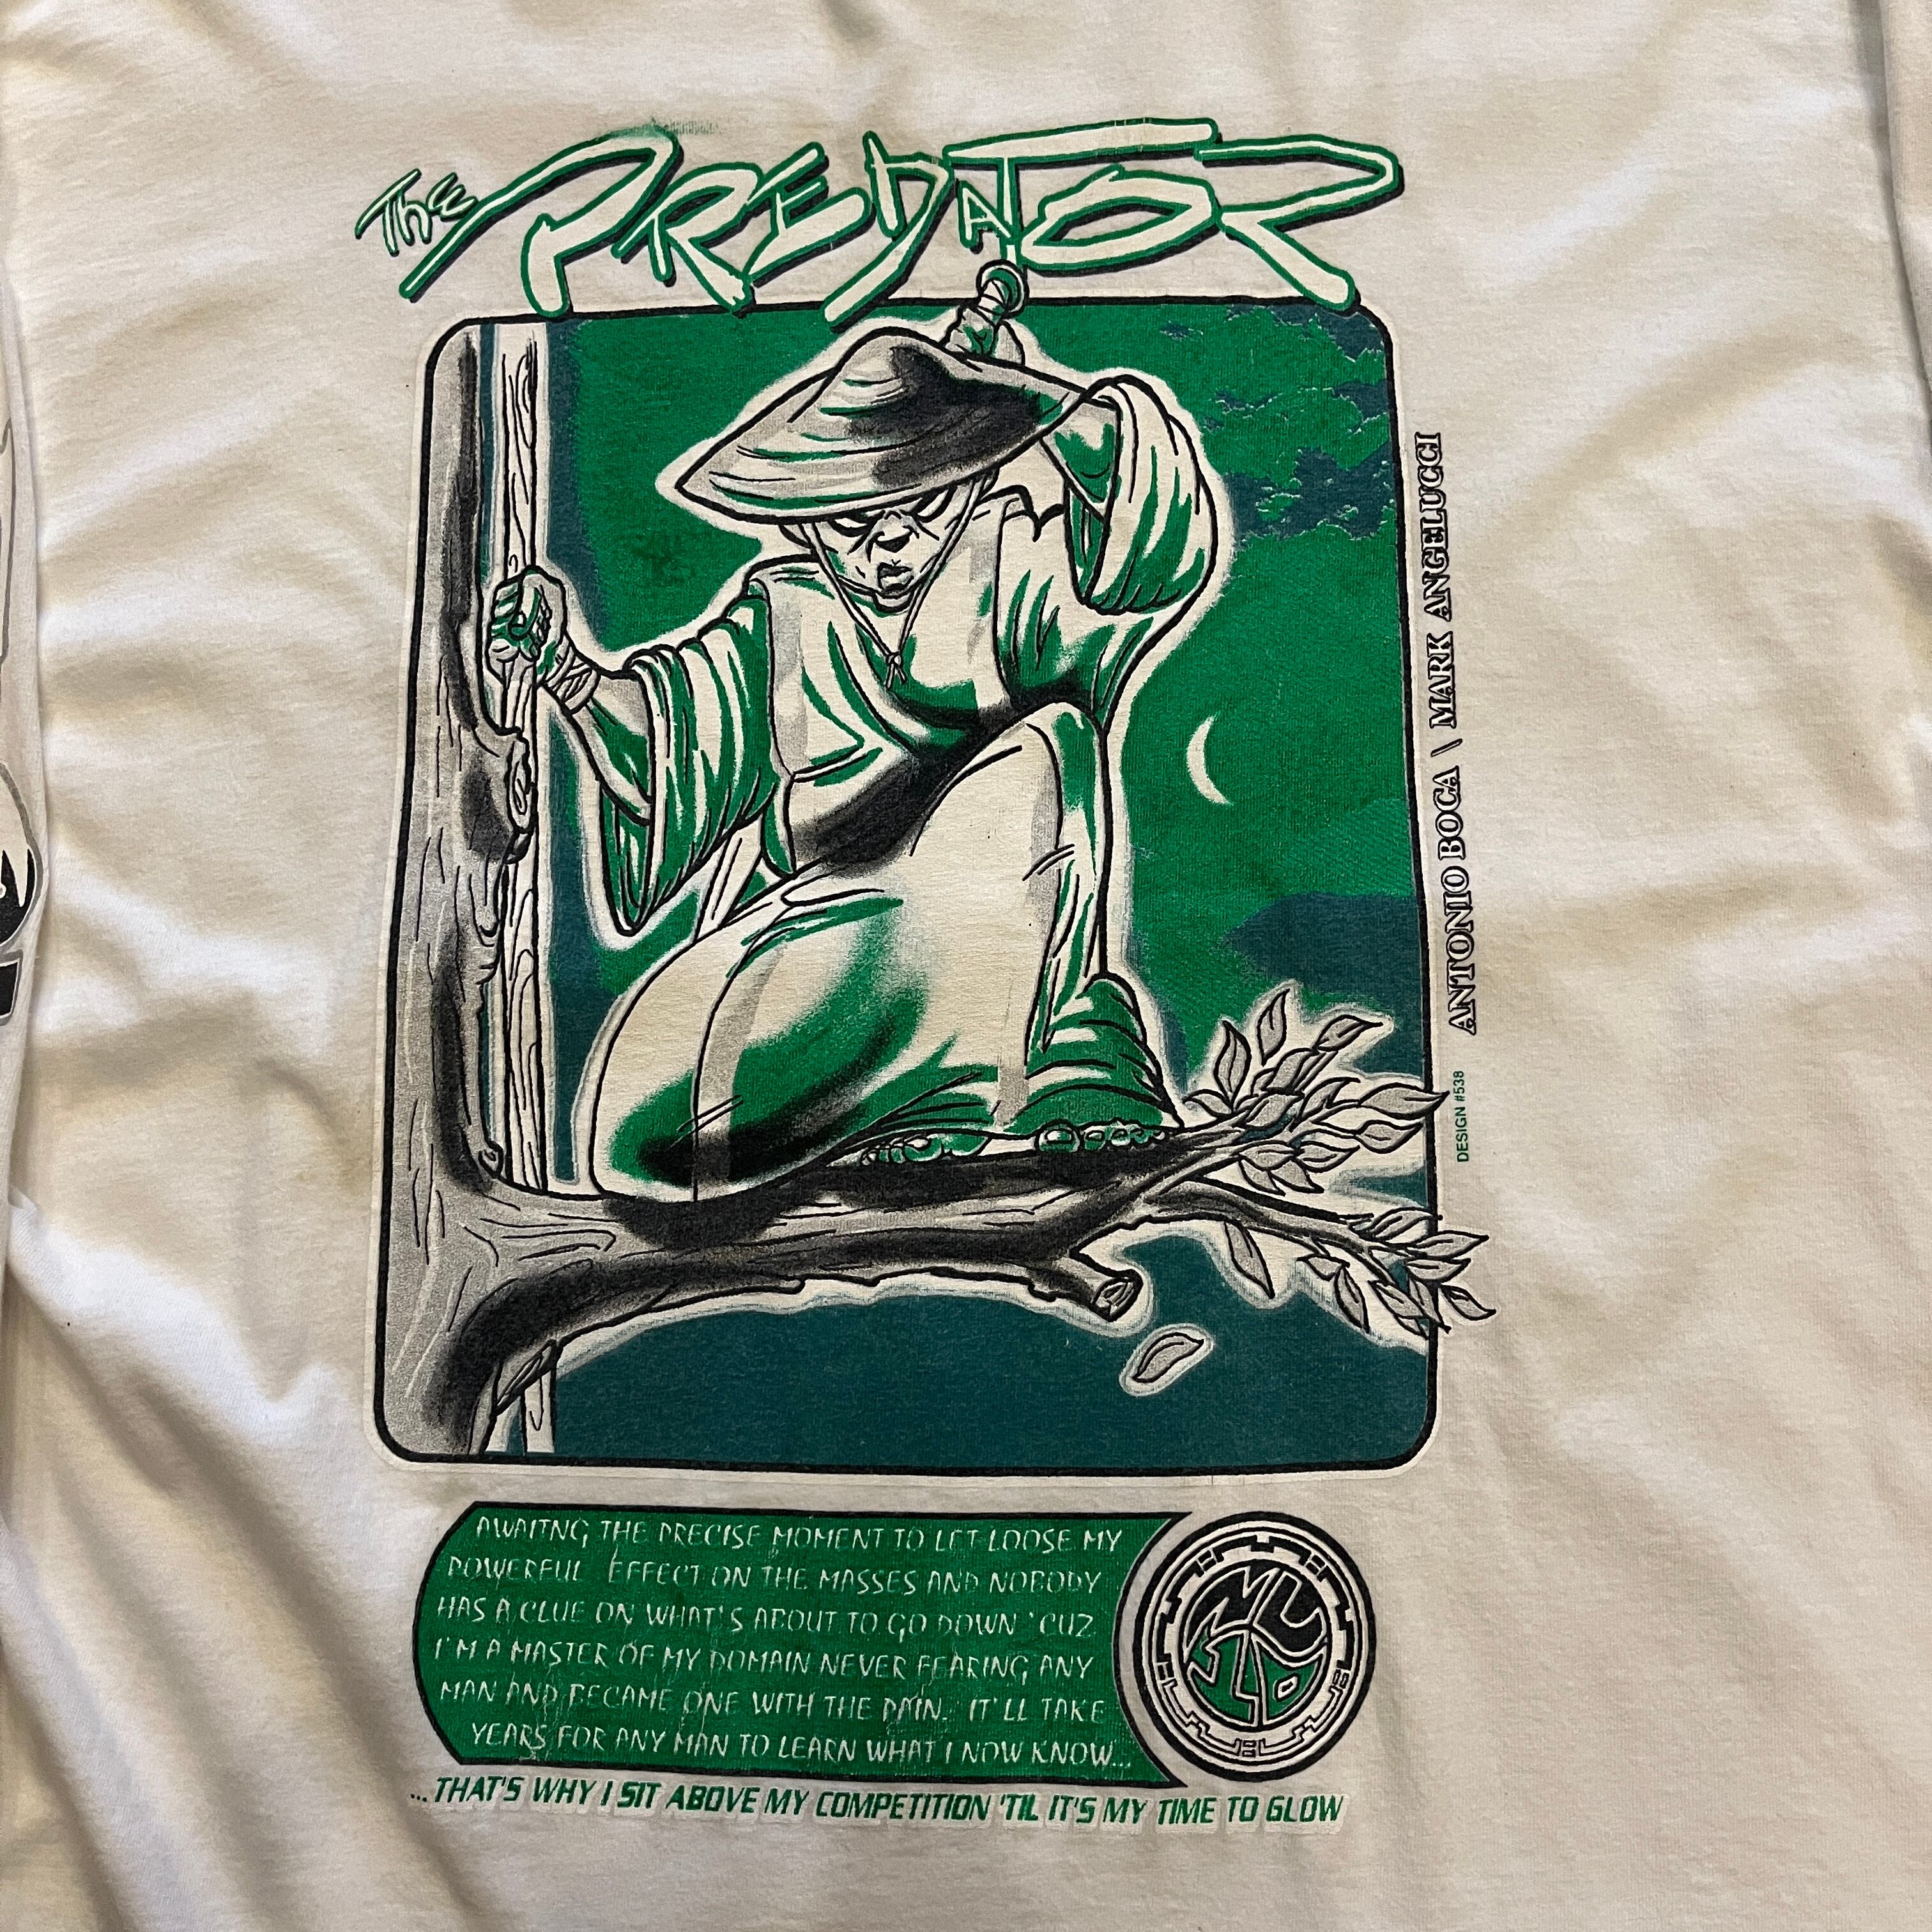 The PREDATOR
ANTONIO BOCA \ MARK ANGELUCCI
DESIGN #538
AWAITNG THE PRECISE MOMENT TO LET LOOSE MY
POWERFUL EFFECT ON THE MASSES AND NOBODY
HAS A CLUE ON WHAT'S ABOUT TO GO DOWN 'CUZ
I'M A MASTER OF MY DOMAIN NEVER FEARING ANY
MAN AND BECAME ONE WITH THE PAIN. IT'LL TAKE
YEARS FOR ANY MAN TO LEARN WHAT I NOW KNOW...
...THAT'S WHY I SIT ABOVE MY COMPETITION 'TIL IT'S MY TIME TO GLOW